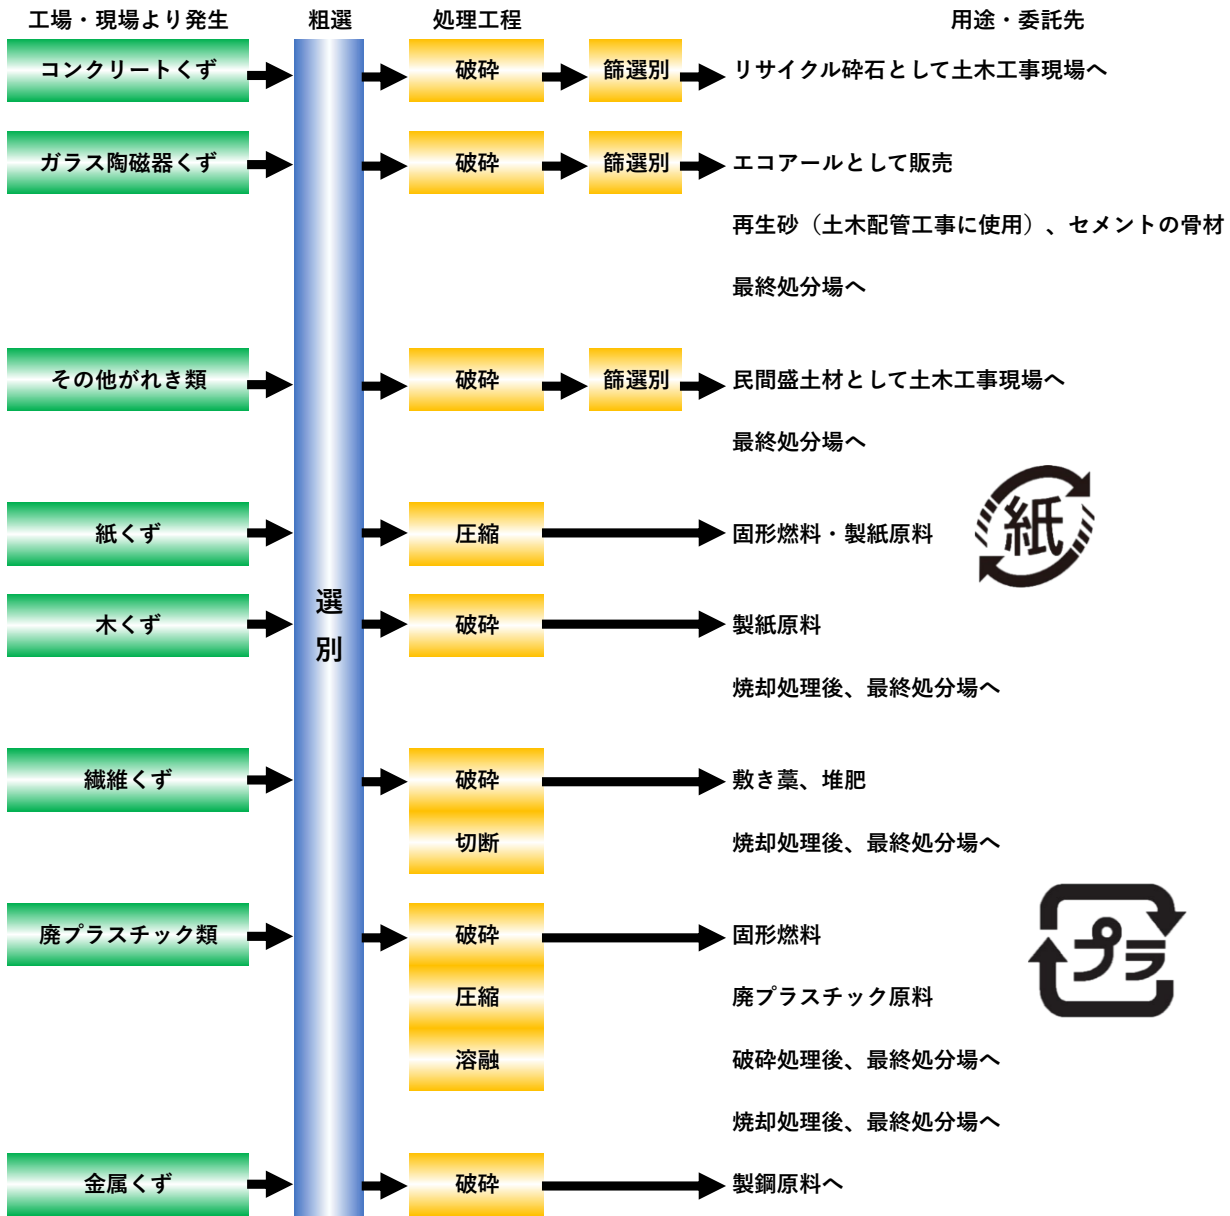 工場・現場より発生 粗選 処理工程 用途・委託先
コンクリートくず 破砕 篩選別 リサイクル砕石として土木工事現場へ
ガラス陶磁器くず 破砕 篩選別 エコアールとして販売
再生砂（土木配管工事に使用）、セメントの骨材
最終処分場へ
その他がれき類 破砕 篩選別 民間盛土材として土木工事現場へ
最終処分場へ
紙くず 圧縮 固形燃料・製紙原料 紙
選別
木くず 破砕 製紙原料
焼却処理後、最終処分場へ
繊維くず 破砕 敷き藁、堆肥
切断 焼却処理後、最終処分場へ
廃プラスチック類 破砕 固形燃料 プラ
圧縮 廃プラスチック原料
溶融 破砕処理後、最終処分場へ
焼却処理後、最終処分場へ
金属くず 破砕 製鋼原料へ